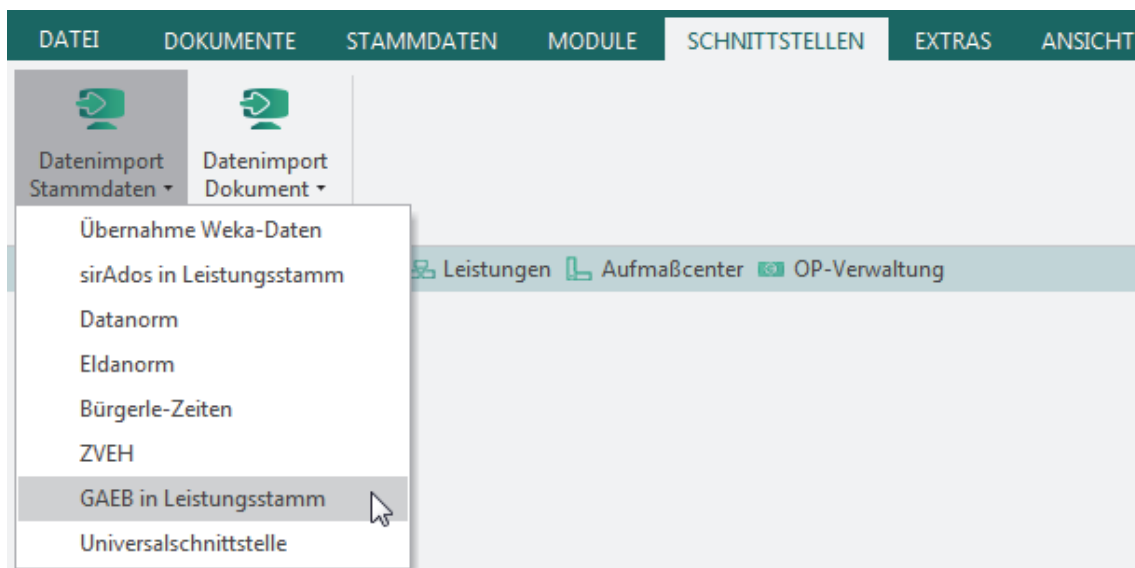 DATEI DOKUMENTE STAMMDATEN MODULE SCHNITTSTELLEN EXTRAS ANSICHT
Datenimport Stammdaten
Datenimport Dokument
Übernahme Weka-Daten
sirAdos in Leistungsstamm
Datanorm
Eldanorm
Bürgerle-Zeiten
ZVEH
GAEB in Leistungsstamm
Universalschnittstelle
Leistungen Aufmaßcenter OP-Verwaltung